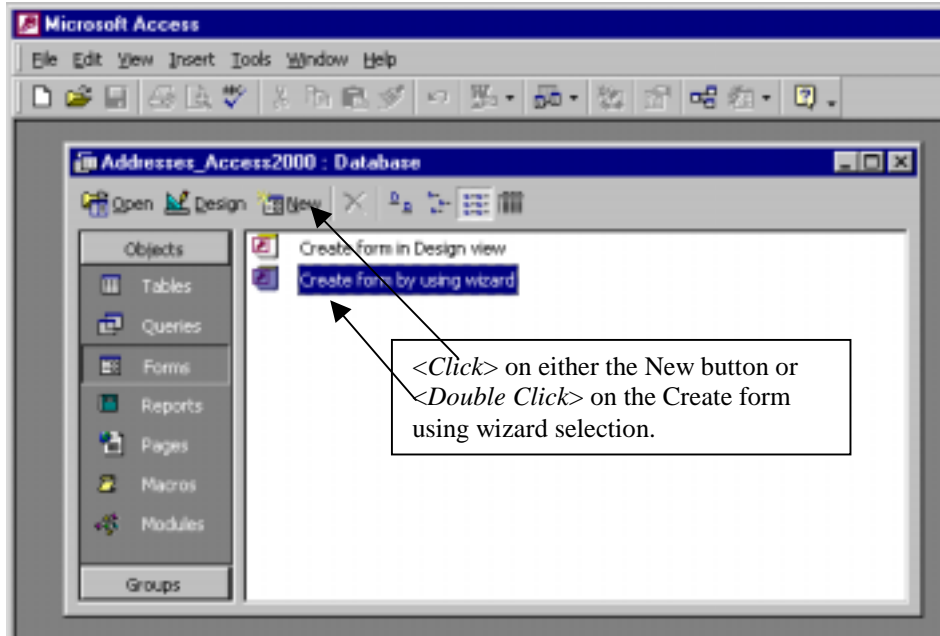 Microsoft Access
File Edit View Insert Tools Window Help
Addresses_Access2000 : Database
Open Design New
Objects
Create form in Design view
Tables
Create form by using wizard
Queries
Forms
Reports
Pages
Macros
Modules
Groups
<Click> on either the New button or
<Double Click> on the Create form
using wizard selection.